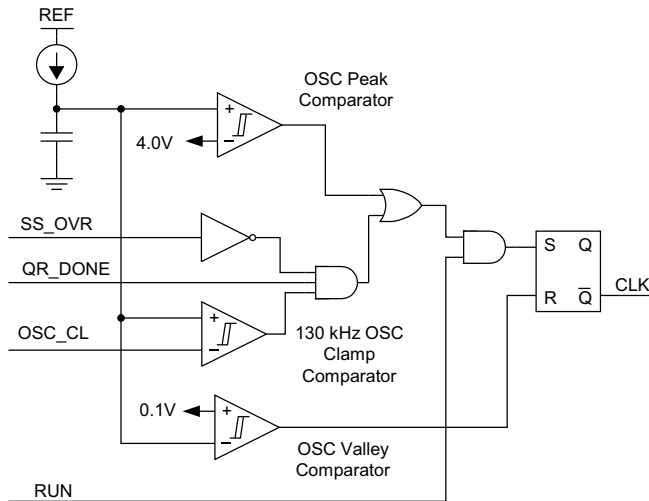 REF
OSC Peak
Comparator
+
4.0V
−
SS_OVR
QR_DONE
S Q
CLK
R Q̅
OSC_CL
+
−
130 kHz OSC
Clamp
Comparator
0.1V
+
−
OSC Valley
Comparator
RUN